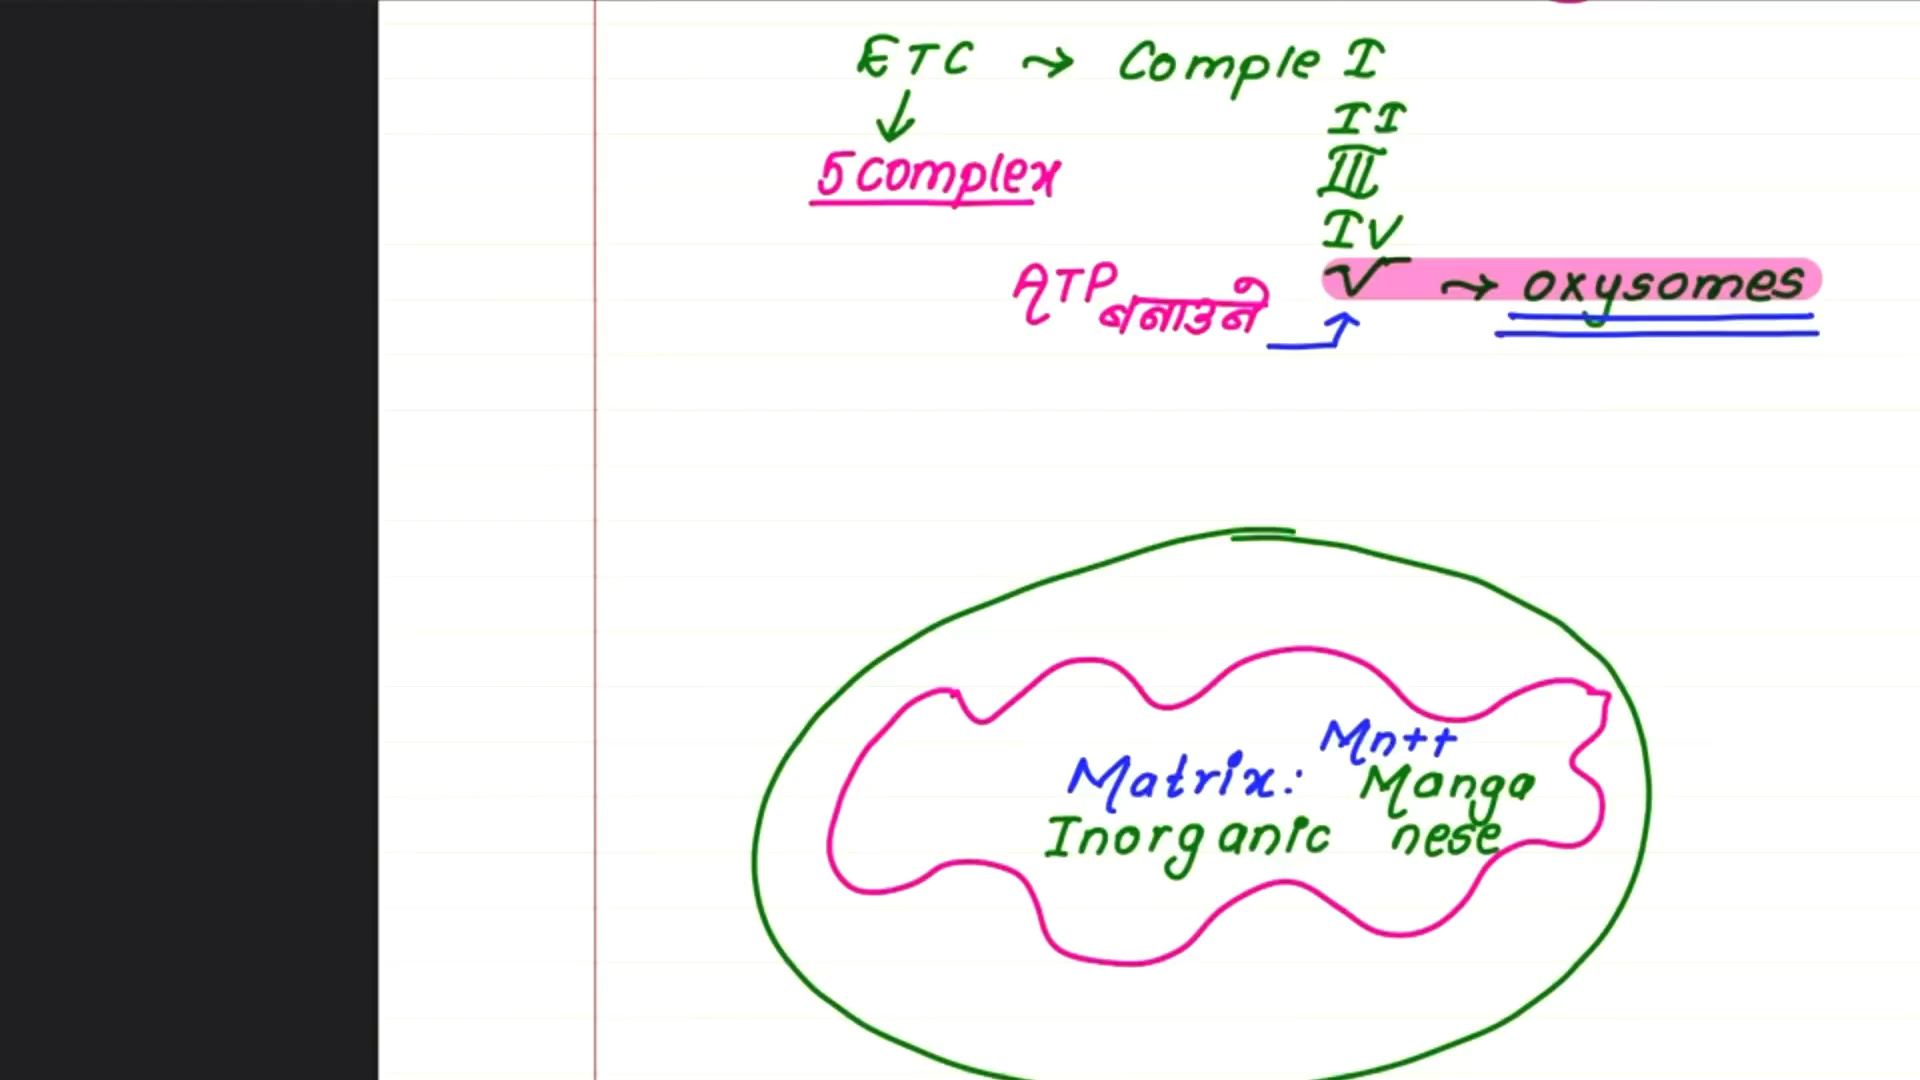 ETC → Comple I
II
III
IV
5 complex
ATP बनाउने
V → oxysomes
Mn++
Matrix: Manga
Inorganic nese